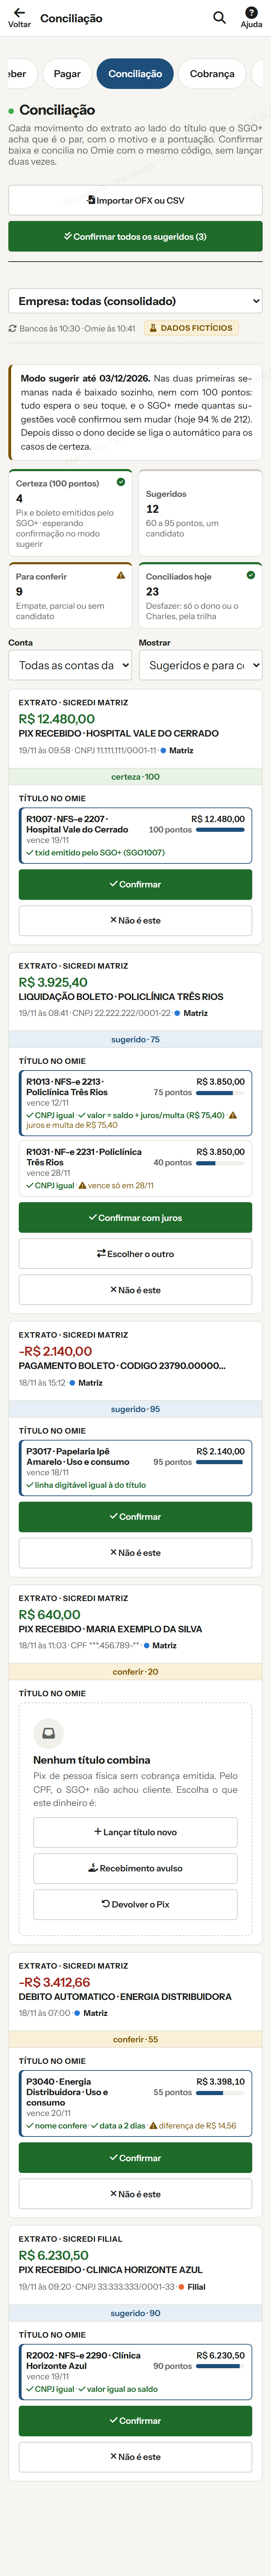 Voltar
Conciliação
Ajuda
eber
Pagar
Conciliação
Cobrança
Conciliação
Cada movimento do extrato ao lado do título que o SGO+
acha que é o par, com o motivo e a pontuação. Confirmar
baixa e concilia no Omie com o mesmo código, sem lançar
duas vezes.
Importar OFX ou CSV
Confirmar todos os sugeridos (3)
Empresa: todas (consolidado)
Bancos às 10:30 · Omie às 10:41
DADOS FICTÍCIOS
Modo sugerir até 03/12/2026. Nas duas primeiras se-
manas nada é baixado sozinho, nem com 100 pontos:
tudo espera o seu toque, e o SGO+ mede quantas su-
gestões você confirmou sem mudar (hoje 94 % de 212).
Depois disso o dono decide se liga o automático para os
casos de certeza.
Certeza (100 pontos)
4
Pix e boleto emitidos pelo
SGO+ · esperando
confirmação no modo
sugerir
Sugeridos
12
60 a 95 pontos, um
candidato
Para conferir
9
Empate, parcial ou sem
candidato
Conciliados hoje
23
Desfazer: só o dono ou o
Charles, pela trilha
Conta
Todas as contas da
Mostrar
Sugeridos e para co
EXTRATO · SICREDI MATRIZ
R$ 12.480,00
PIX RECEBIDO · HOSPITAL VALE DO CERRADO
19/11 às 09:58 · CNPJ 11.111.111/0001-11 · Matriz
certeza · 100
TÍTULO NO OMIE
R1007 · NFS-e 2207 ·
Hospital Vale do Cerrado
vence 19/11
R$ 12.480,00
100 pontos
txid emitido pelo SGO+ (SGO1007)
Confirmar
Não é este
EXTRATO · SICREDI MATRIZ
R$ 3.925,40
LIQUIDAÇÃO BOLETO · POLICLÍNICA TRÊS RIOS
19/11 às 08:41 · CNPJ 22.222.222/0001-22 · Matriz
sugerido · 75
TÍTULO NO OMIE
R1013 · NFS-e 2213 ·
Policlínica Três Rios
vence 12/11
R$ 3.850,00
75 pontos
CNPJ igual · valor = saldo + juros/multa (R$ 75,40) ·
juros e multa de R$ 75,40
R1031 · NF-e 2231 · Policlínica
Três Rios
vence 28/11
R$ 3.850,00
40 pontos
CNPJ igual · vence só em 28/11
Confirmar com juros
Escolher o outro
Não é este
EXTRATO · SICREDI MATRIZ
-R$ 2.140,00
PAGAMENTO BOLETO · CODIGO 23790.00000...
18/11 às 15:12 · Matriz
sugerido · 95
TÍTULO NO OMIE
P3017 · Papelaria Ipê
Amarelo · Uso e consumo
vence 18/11
R$ 2.140,00
95 pontos
linha digitável igual à do título
Confirmar
Não é este
EXTRATO · SICREDI MATRIZ
R$ 640,00
PIX RECEBIDO · MARIA EXEMPLO DA SILVA
18/11 às 11:03 · CPF ***.456.789-** · Matriz
conferir · 20
TÍTULO NO OMIE
Nenhum título combina
Pix de pessoa física sem cobrança emitida. Pelo
CPF, o SGO+ não achou cliente. Escolha o que
este dinheiro é:
Lançar título novo
Recebimento avulso
Devolver o Pix
EXTRATO · SICREDI MATRIZ
-R$ 3.412,66
DEBITO AUTOMATICO · ENERGIA DISTRIBUIDORA
18/11 às 07:00 · Matriz
conferir · 55
TÍTULO NO OMIE
P3040 · Energia
Distribuidora · Uso e
consumo
vence 20/11
R$ 3.398,10
55 pontos
nome confere · data a 2 dias · diferença de R$ 14,56
Confirmar
Não é este
EXTRATO · SICREDI FILIAL
R$ 6.230,50
PIX RECEBIDO · CLINICA HORIZONTE AZUL
19/11 às 09:20 · CNPJ 33.333.333/0001-33 · Filial
sugerido · 90
TÍTULO NO OMIE
R2002 · NFS-e 2290 · Clínica
Horizonte Azul
vence 19/11
R$ 6.230,50
90 pontos
CNPJ igual · valor igual ao saldo
Confirmar
Não é este